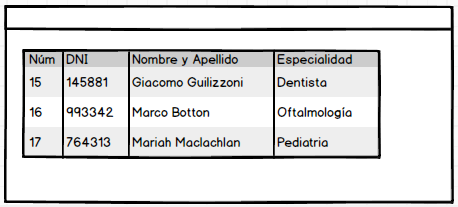 Núm DNI Nombre y Apellido Especialidad
15 145881 Giacomo Guilizzoni Dentista
16 993342 Marco Botton Oftalmología
17 764313 Mariah Maclachlan Pediatria